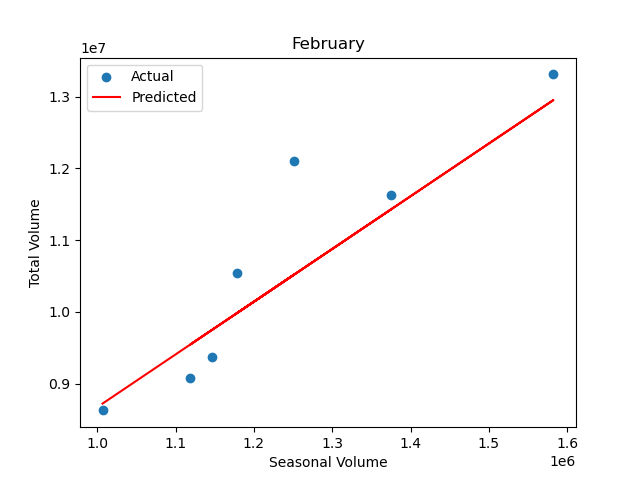 February
1e7
Actual
Predicted
1.3
1.2
1.1
1.0
0.9
Total Volume
1.0 1.1 1.2 1.3 1.4 1.5 1.6
1e6
Seasonal Volume